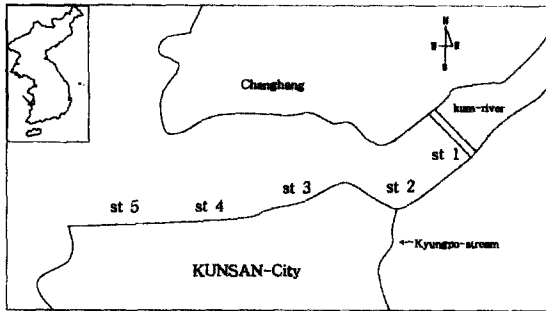 N
S
Changhang
kum-river
st 1
st 5
st 4
st 3
st 2
Kyungpo-stream
KUNSAN-City